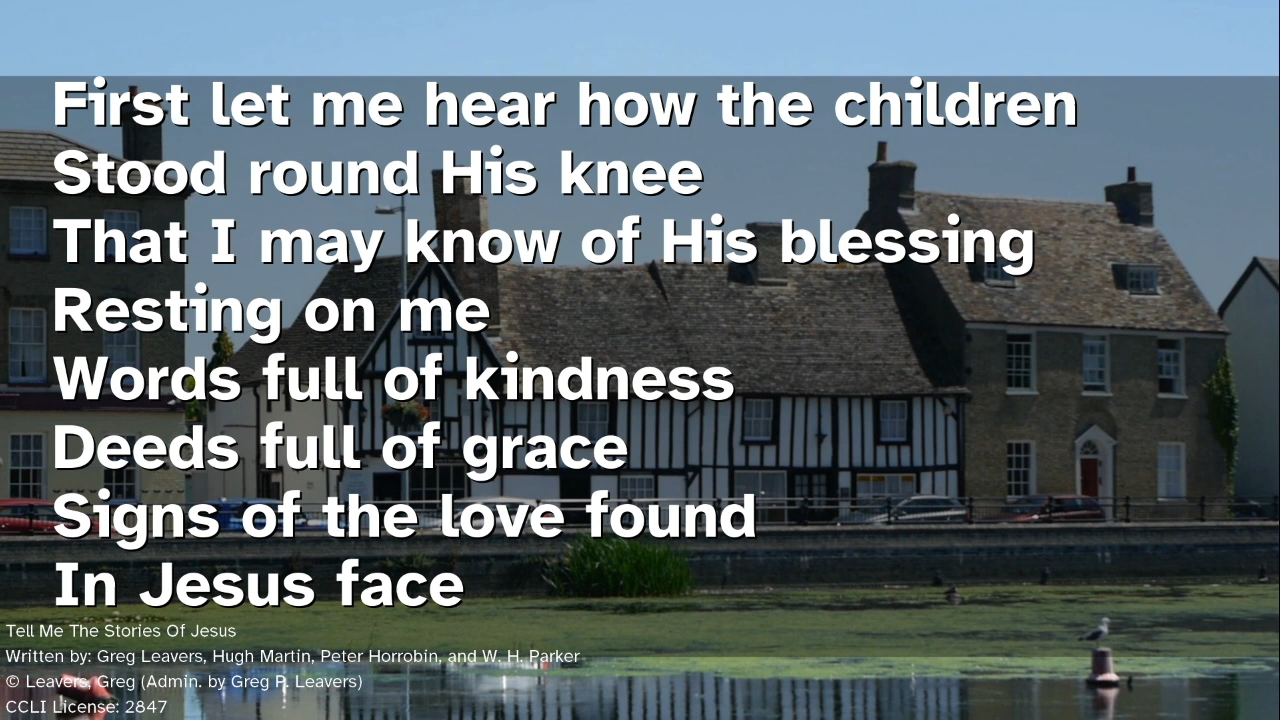 First let me hear how the children
Stood round His knee
That I may know of His blessing
Resting on me
Words full of kindness
Deeds full of grace
Signs of the love found
In Jesus face
Tell Me The Stories Of Jesus
Written by: Greg Leavers, Hugh Martin, Peter Horrobin, and W. H. Parker
© Leavers, Greg (Admin. by Greg P. Leavers)
CCLI License: 2847